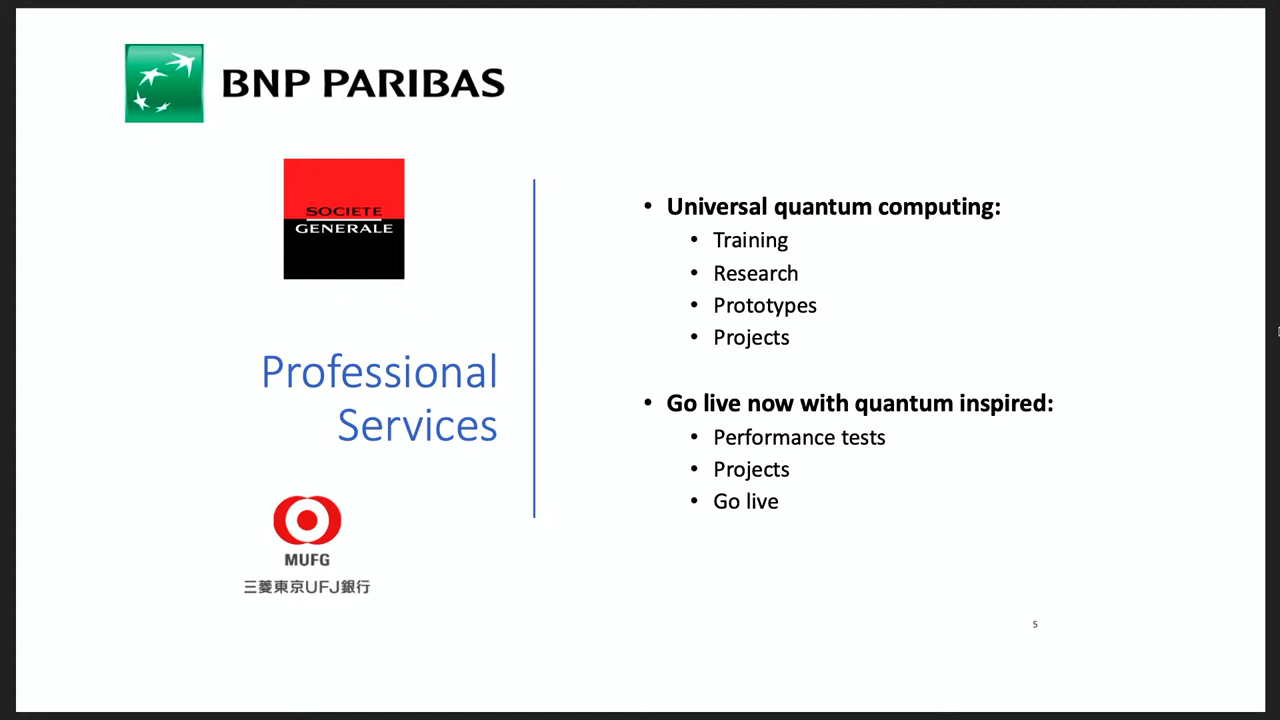 BNP PARIBAS
SOCIETE
GENERALE
Professional
Services
MUFG
三菱東京UFJ銀行
• Universal quantum computing:
• Training
• Research
• Prototypes
• Projects
• Go live now with quantum inspired:
• Performance tests
• Projects
• Go live
5